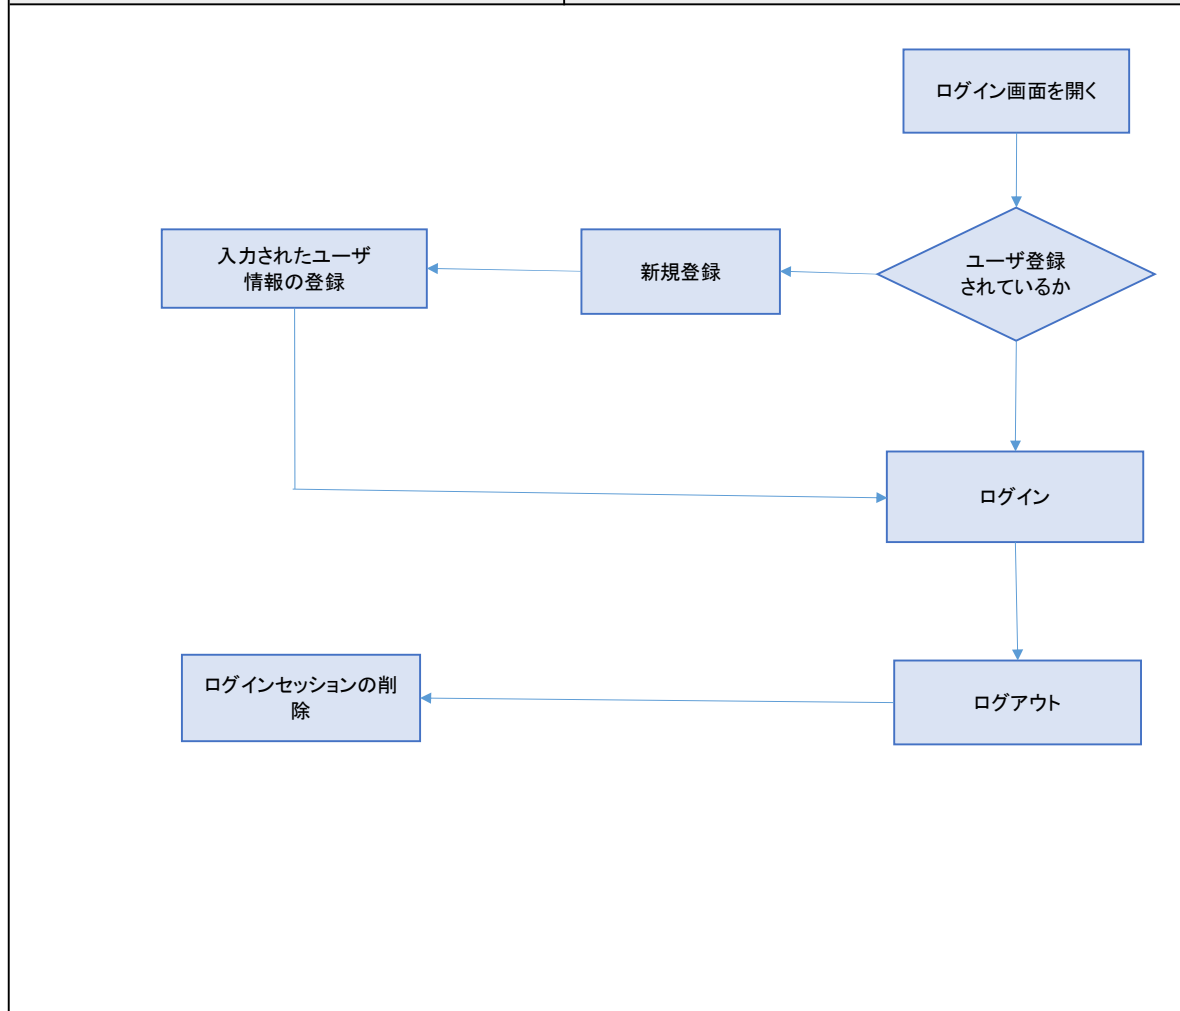 ログイン画面を開く
ユーザ登録
されているか
新規登録
入力されたユーザ
情報の登録
ログイン
ログアウト
ログインセッションの削
除